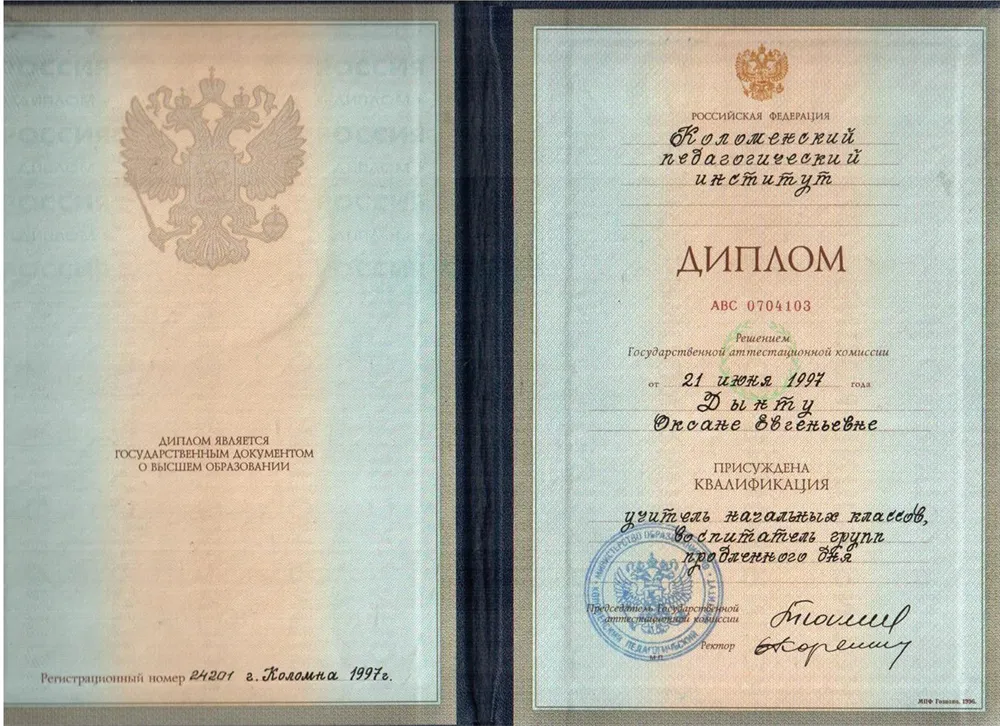 ДИПЛОМ ЯВЛЯЕТСЯ
ГОСУДАРСТВЕННЫМ ДОКУМЕНТОМ
О ВЫСШЕМ ОБРАЗОВАНИИ
Регистрационный номер 24201 г. Коломна 1997г.
РОССИЙСКАЯ ФЕДЕРАЦИЯ
Коломенский
педагогический
институт
ДИПЛОМ
АВС 0704103
Решением
Государственной аттестационной комиссии
от 21 июня 1997 года
Дынту
Оксане Евгеньевне
ПРИСУЖДЕНА
КВАЛИФИКАЦИЯ
учитель начальных классов,
воспитатель групп
продленного дня
Председатель Государственной
аттестационной комиссии
Ректор
М.П.
МПФ Гознака. 1996.